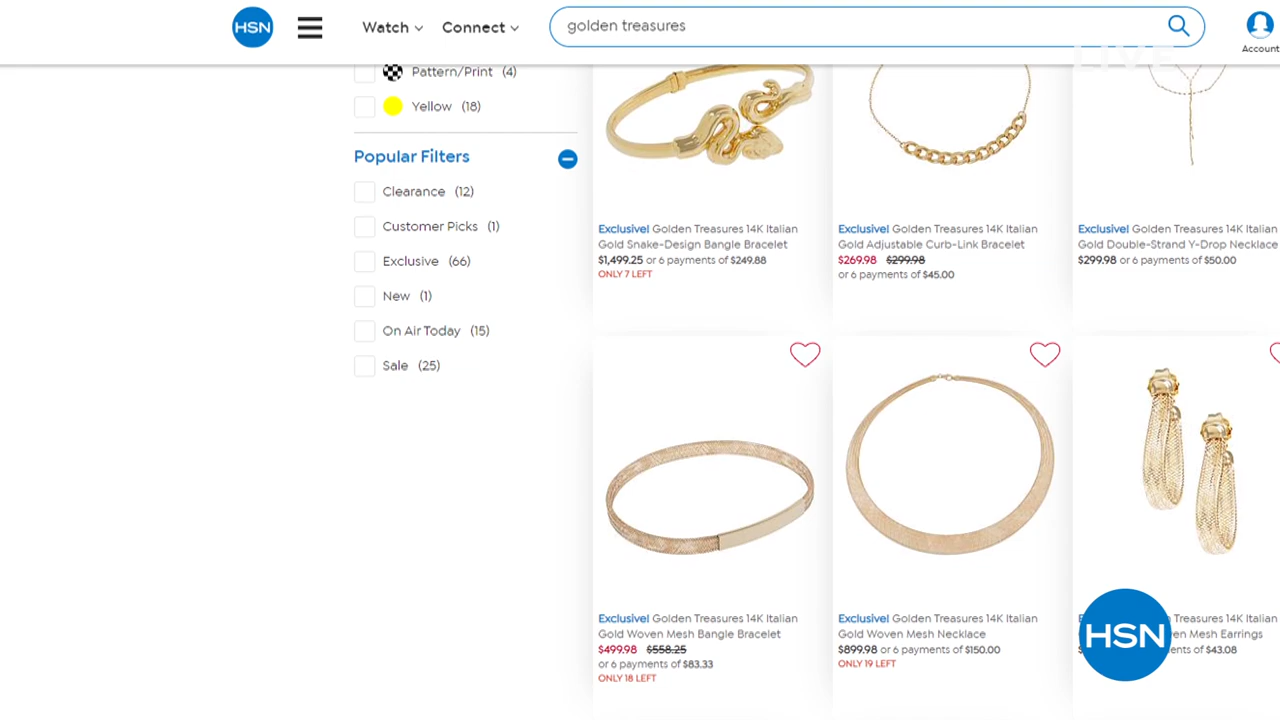 HSN
Watch
Connect
golden treasures
Account
LIVE
Pattern/Print (4)
Yellow (18)
Popular Filters
Clearance (12)
Customer Picks (1)
Exclusive (66)
New (1)
On Air Today (15)
Sale (25)
Exclusive! Golden Treasures 14K Italian
Gold Snake-Design Bangle Bracelet
$1,499.25 or 6 payments of $249.88
ONLY 7 LEFT
Exclusive! Golden Treasures 14K Italian
Gold Adjustable Curb-Link Bracelet
$269.98 $299.98
or 6 payments of $45.00
Exclusive! Golden Treasures 14K Italian
Gold Double-Strand Y-Drop Necklace
$299.98 or 6 payments of $50.00
Exclusive! Golden Treasures 14K Italian
Gold Woven Mesh Bangle Bracelet
$499.98 $558.25
or 6 payments of $83.33
ONLY 18 LEFT
Exclusive! Golden Treasures 14K Italian
Gold Woven Mesh Necklace
$899.98 or 6 payments of $150.00
ONLY 19 LEFT
Treasures 14K Italian
Mesh Earrings
of $43.08
HSN